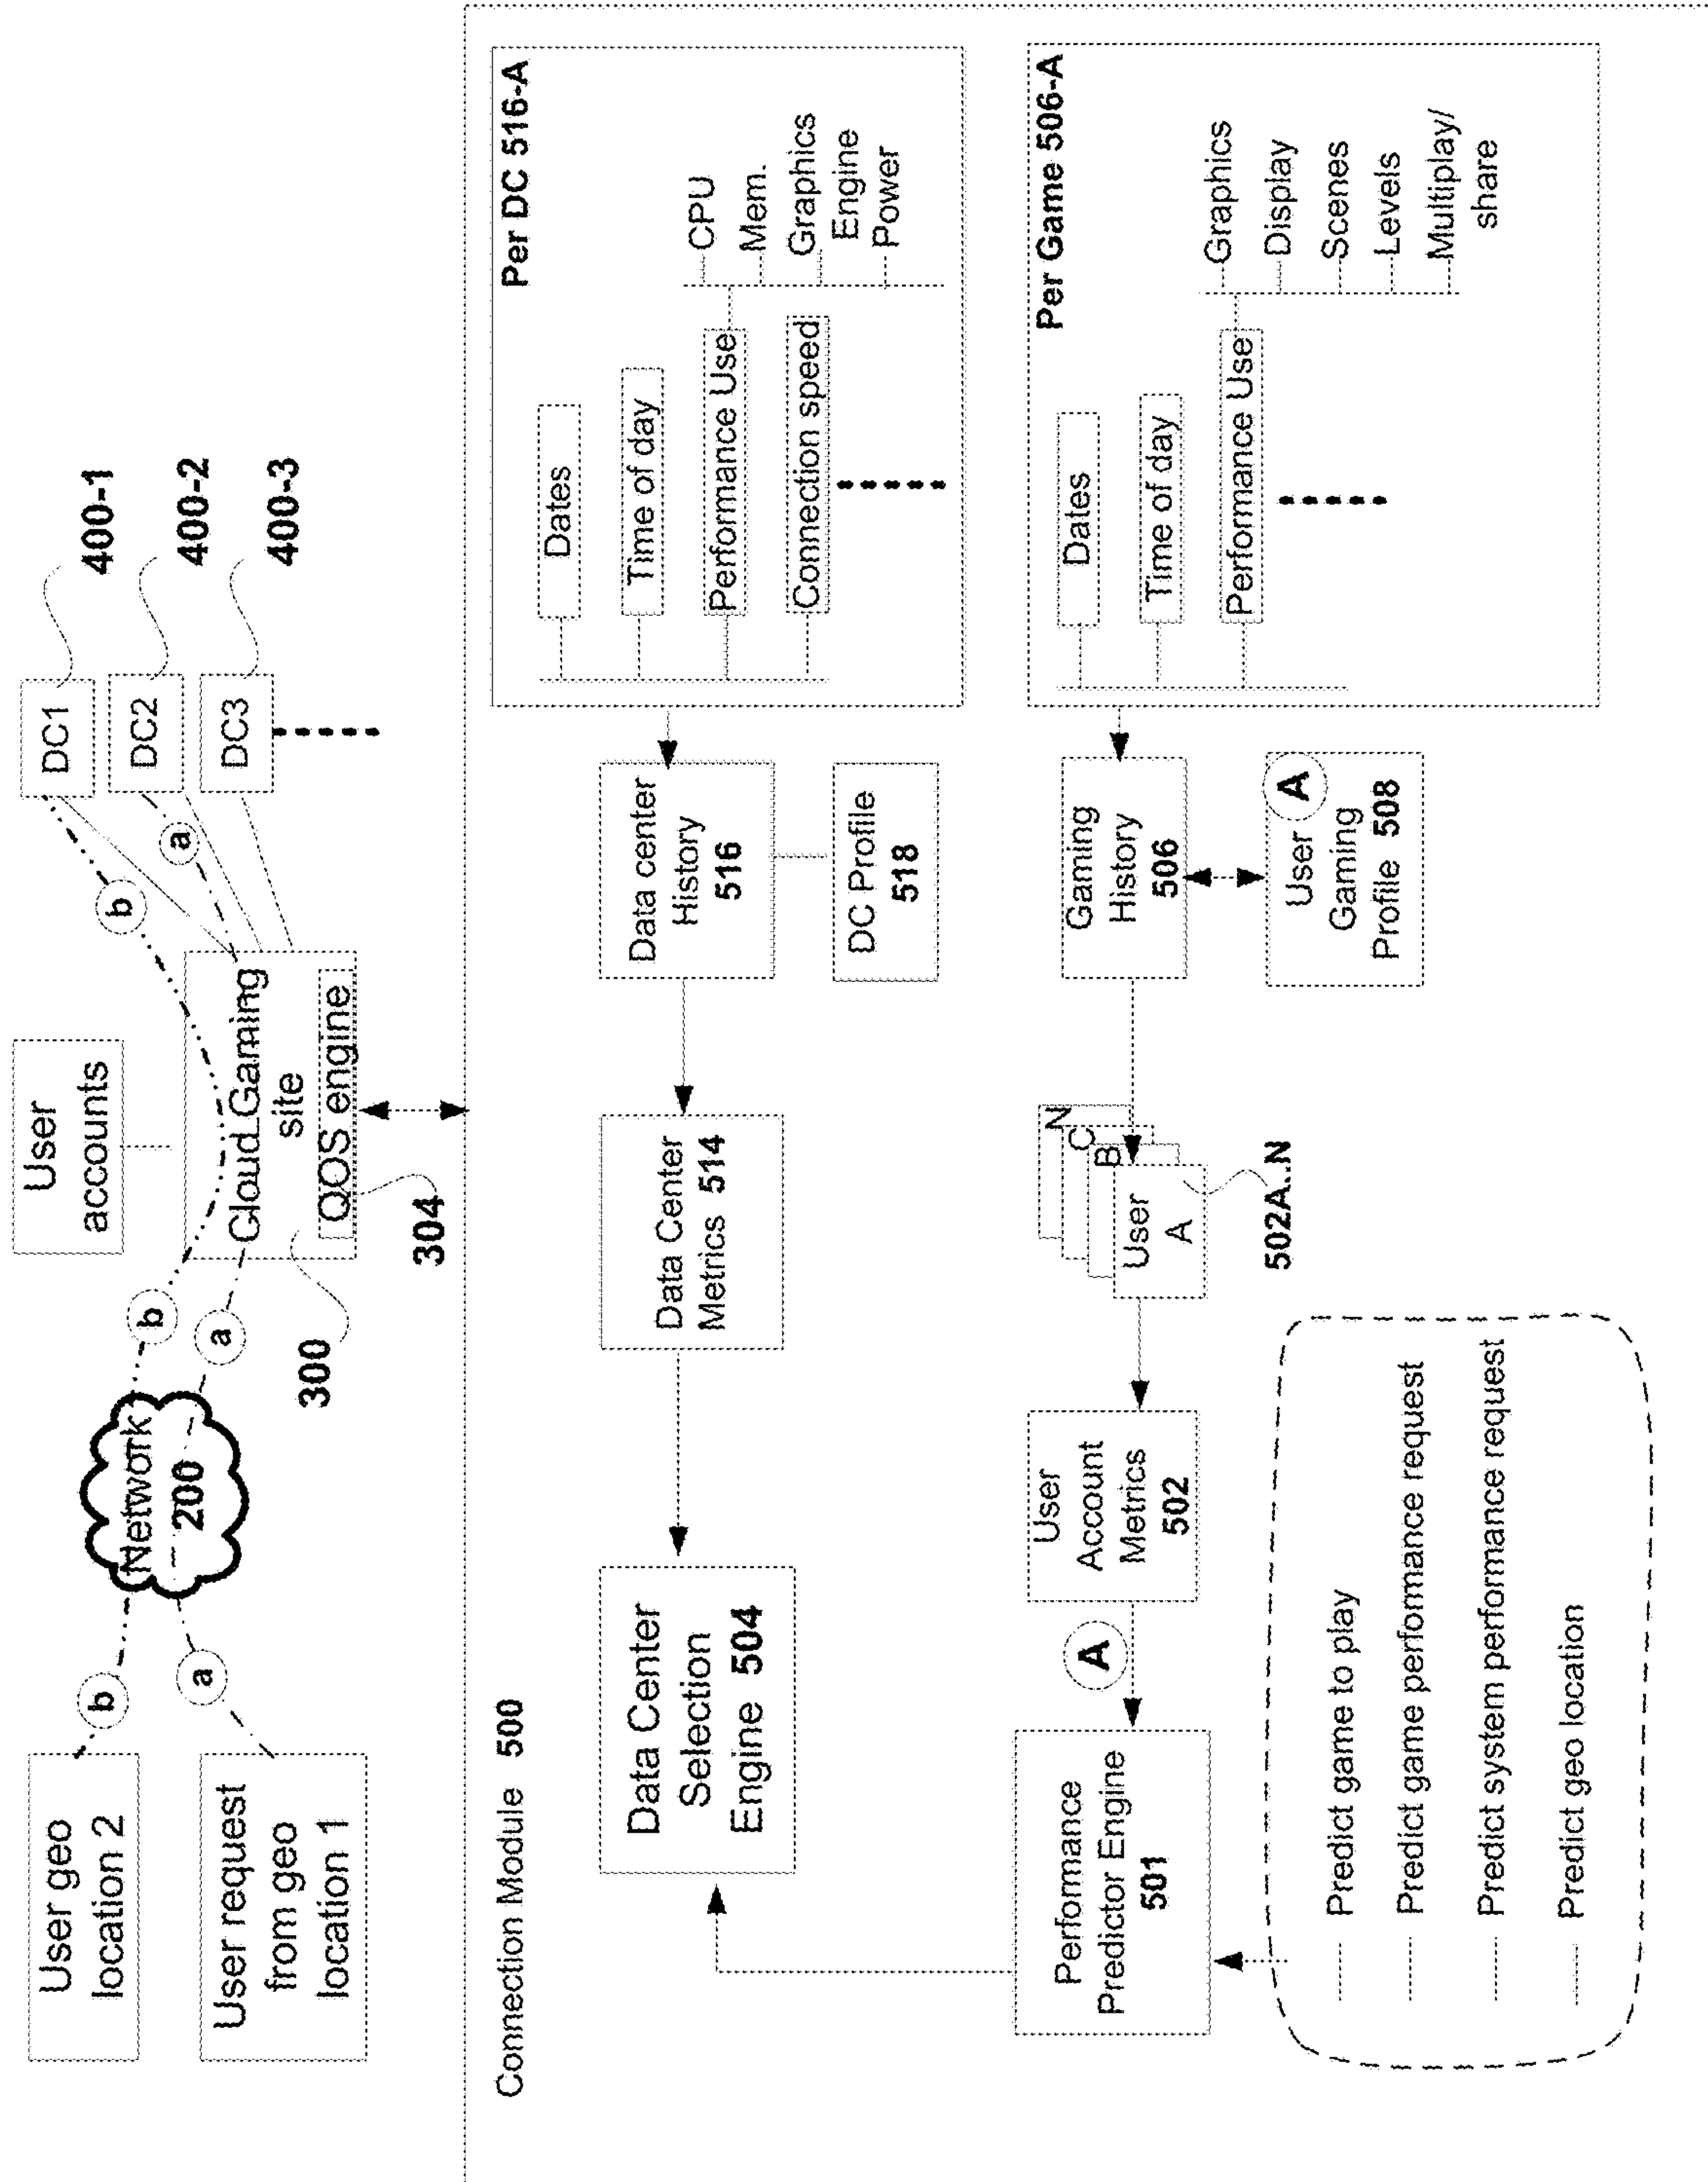 User geo
location 2
User request
from geo
location 1
b
a
Network
200
b
a
300
User
accounts
Cloud Gaming
site
QOS engine
304
b
a
DC1
DC2
DC3
400-1
400-2
400-3
Connection Module 500
Data Center
Selection
Engine 504
Data Center
Metrics 514
Data center
History
516
DC Profile
518
Per DC 516-A
Dates
Time of day
Performance Use
Connection speed
CPU
Mem.
Graphics
Engine
Power
Performance
Predictor Engine
501
A
User
Account
Metrics
502
User
A
B
C
N
502A..N
Gaming
History
506
A
User
Gaming
Profile 508
Per Game 506-A
Dates
Time of day
Performance Use
Graphics
Display
Scenes
Levels
Multiplay/
share
Predict game to play
Predict game performance request
Predict system performance request
Predict geo location